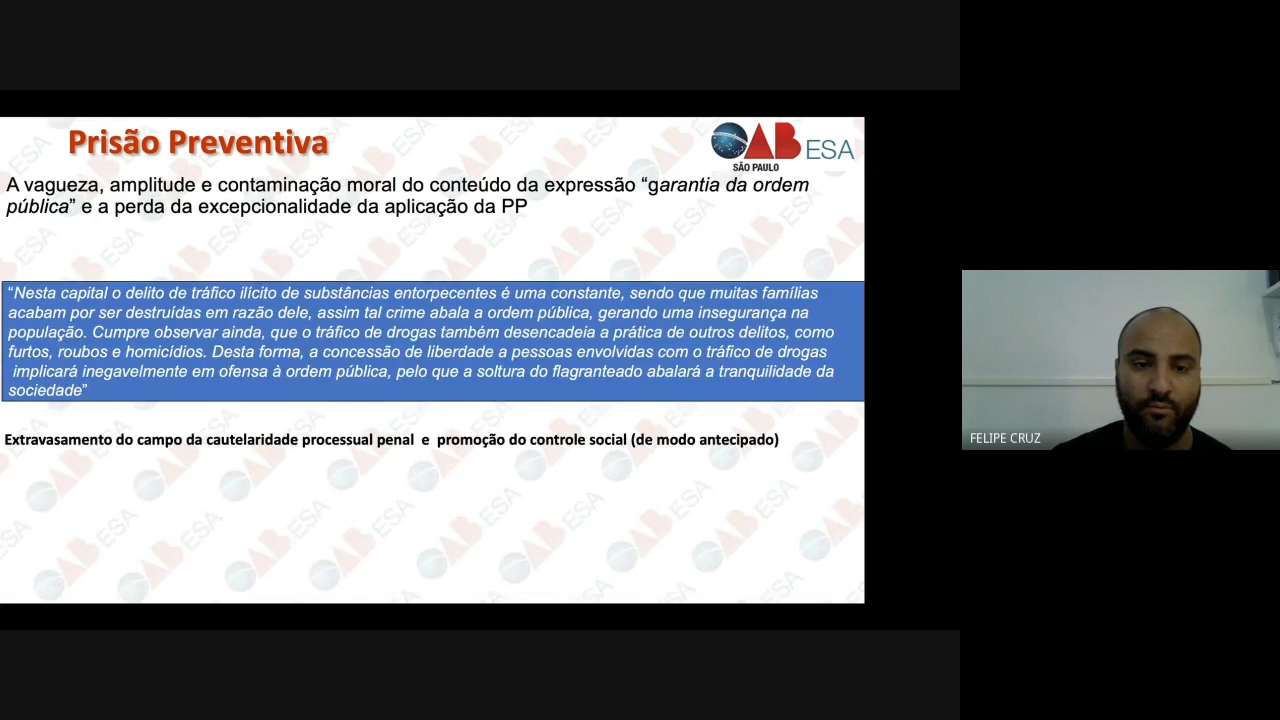 Prisão Preventiva
OAB ESA
SÃO PAULO
A vagueza, amplitude e contaminação moral do conteúdo da expressão “garantia da ordem
pública” e a perda da excepcionalidade da aplicação da PP
“Nesta capital o delito de tráfico ilícito de substâncias entorpecentes é uma constante, sendo que muitas famílias
acabam por ser destruídas em razão dele, assim tal crime abala a ordem pública, gerando uma insegurança na
população. Cumpre observar ainda, que o tráfico de drogas também desencadeia a prática de outros delitos, como
furtos, roubos e homicídios. Desta forma, a concessão de liberdade a pessoas envolvidas com o tráfico de drogas
implicará inegavelmente em ofensa à ordem pública, pelo que a soltura do flagranteado abalará a tranquilidade da
sociedade”
Extravasamento do campo da cautelaridade processual penal e promoção do controle social (de modo antecipado)
FELIPE CRUZ